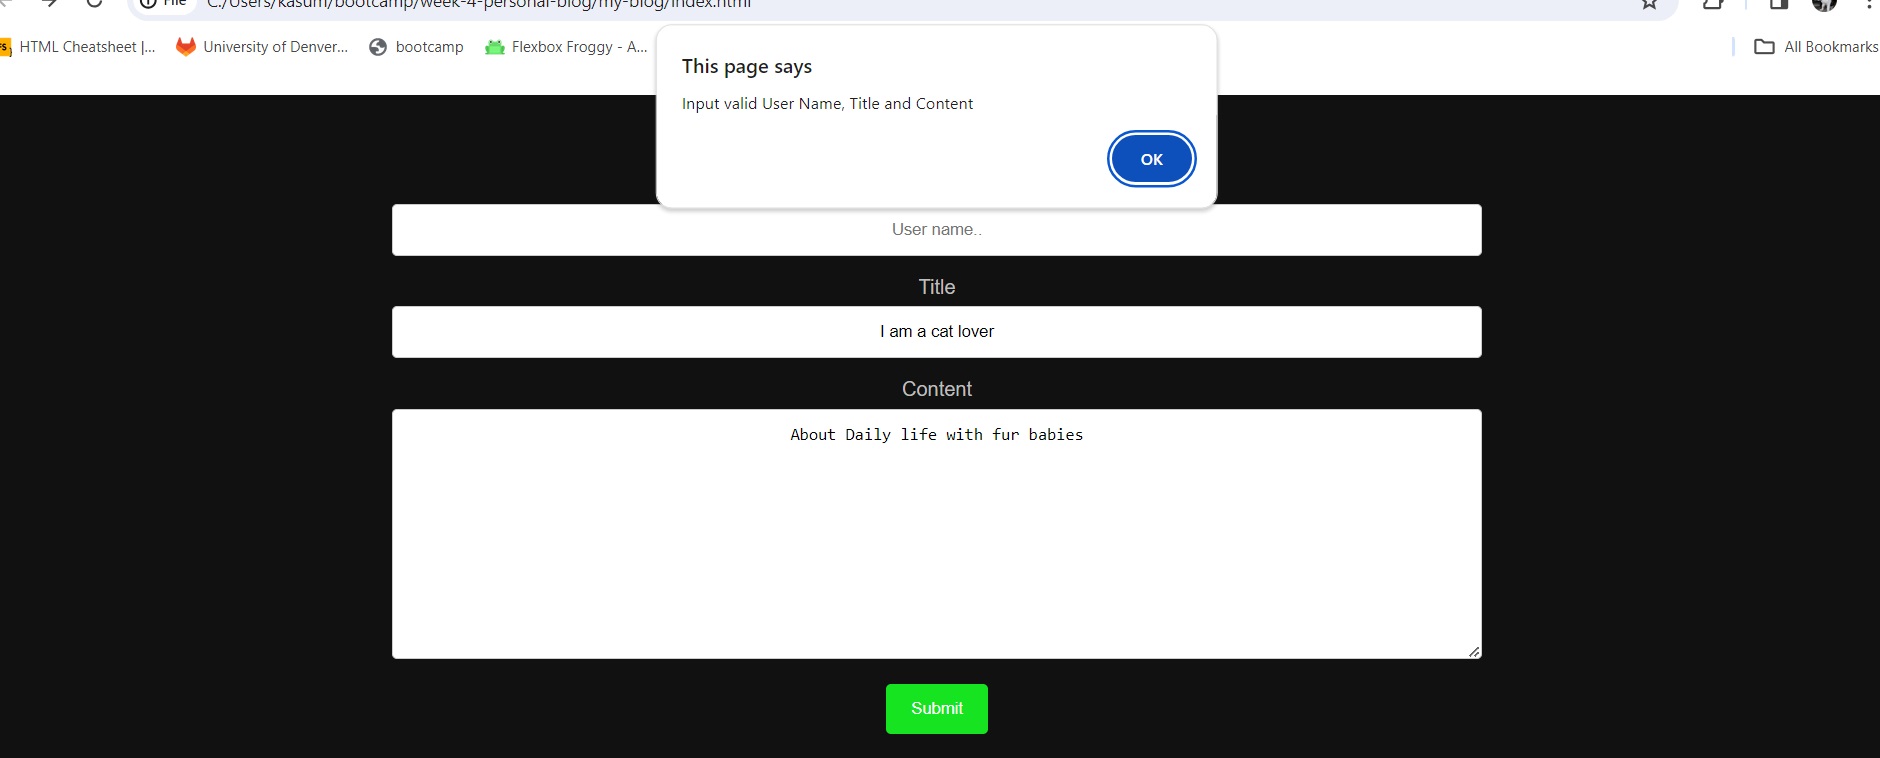 File C:/Users/kasum/bootcamp/week-4-personal-blog/my-blog/index.html
HTML Cheatsheet |... University of Denver... bootcamp Flexbox Froggy - A... All Bookmarks
This page says
Input valid User Name, Title and Content
OK
User name..
Title
I am a cat lover
Content
About Daily life with fur babies
Submit